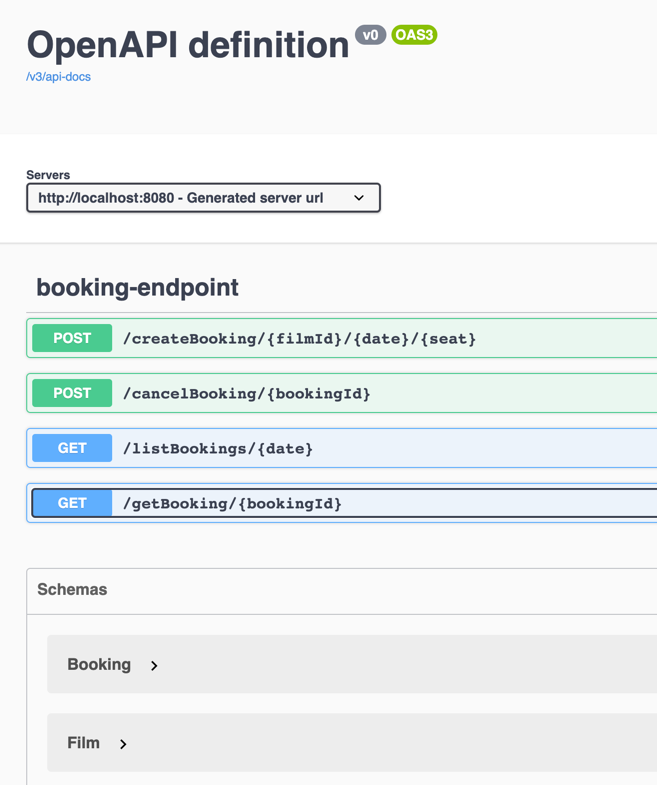 OpenAPI definition v0 OAS3
/v3/api-docs
Servers
http://localhost:8080 - Generated server url
booking-endpoint
POST /createBooking/{filmId}/{date}/{seat}
POST /cancelBooking/{bookingId}
GET /listBookings/{date}
GET /getBooking/{bookingId}
Schemas
Booking
Film